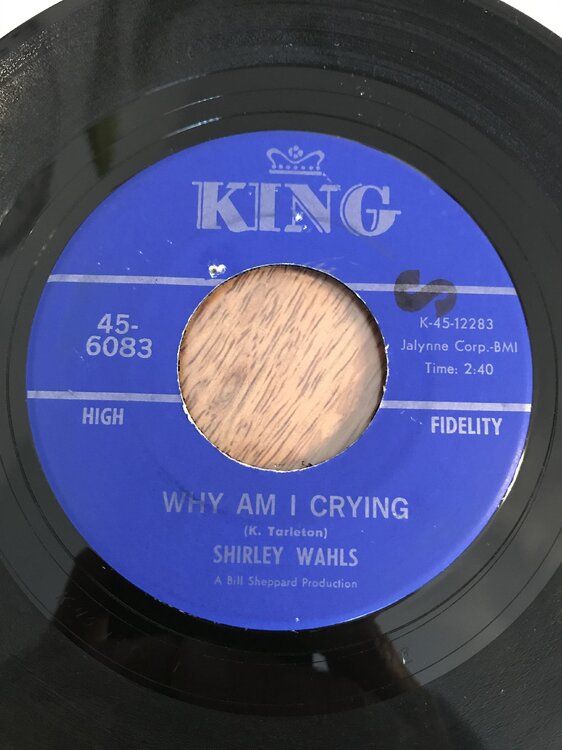 KING
45-
6083
K-45-12283
Jalynne Corp.-BMI
Time: 2:40
HIGH
FIDELITY
WHY AM I CRYING
(K. Tarleton)
SHIRLEY WAHLS
A Bill Sheppard Production
S